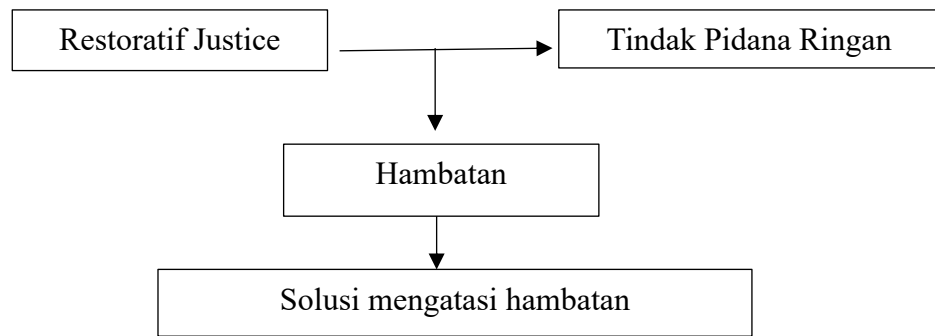 Restoratif Justice
Tindak Pidana Ringan
Hambatan
Solusi mengatasi hambatan